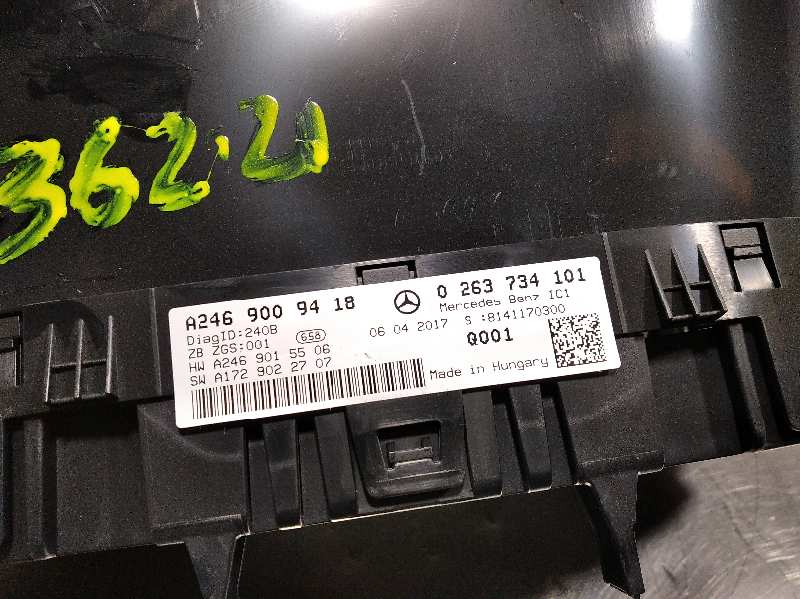 362.21
A246 900 94 18
DiagID:240B
658
ZB ZGS:001
HW A246 901 55 06
SW A172 902 27 07
0 263 734 101
Mercedes Benz IC1
06 04 2017 S :8141170300
Q001
Made in Hungary